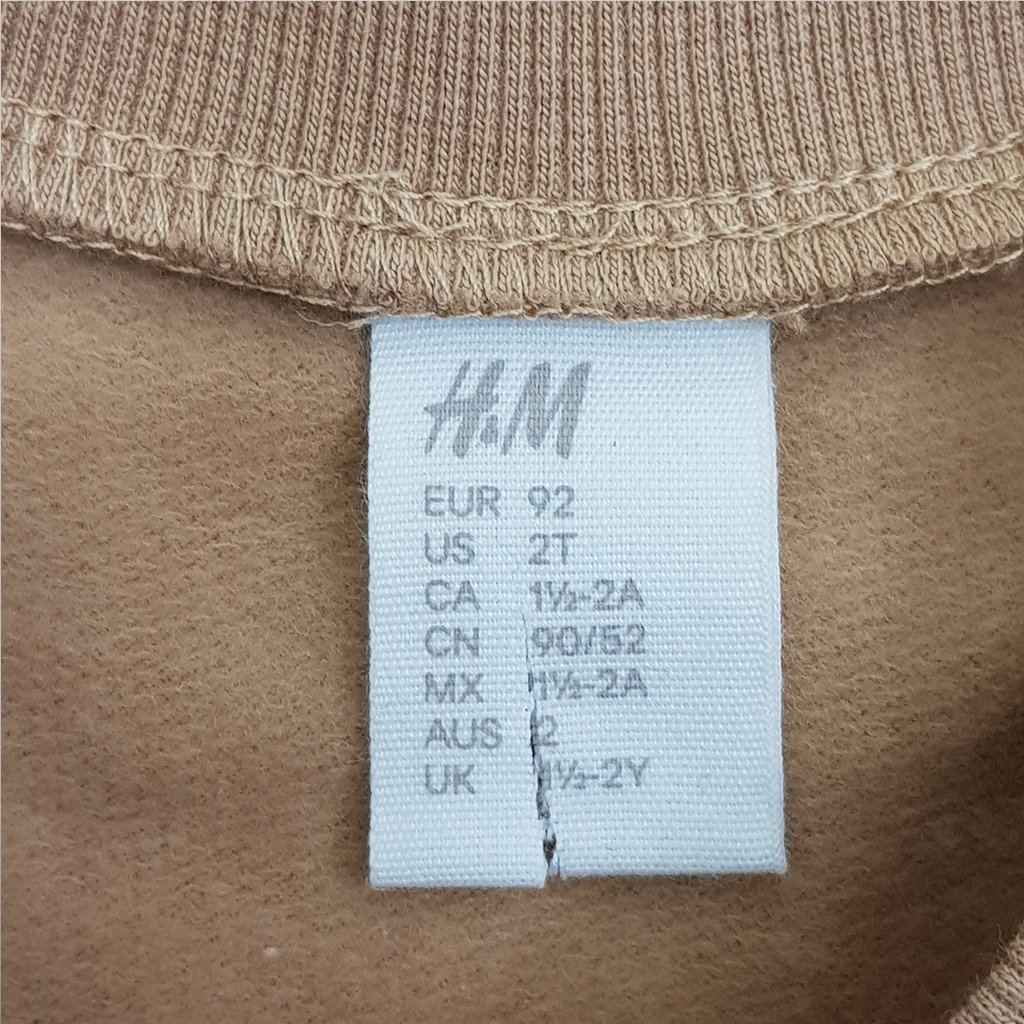 H&M
EUR 92
US 2T
CA 1½-2A
CN 90/52
MX 1½-2A
AUS 2
UK 1½-2Y